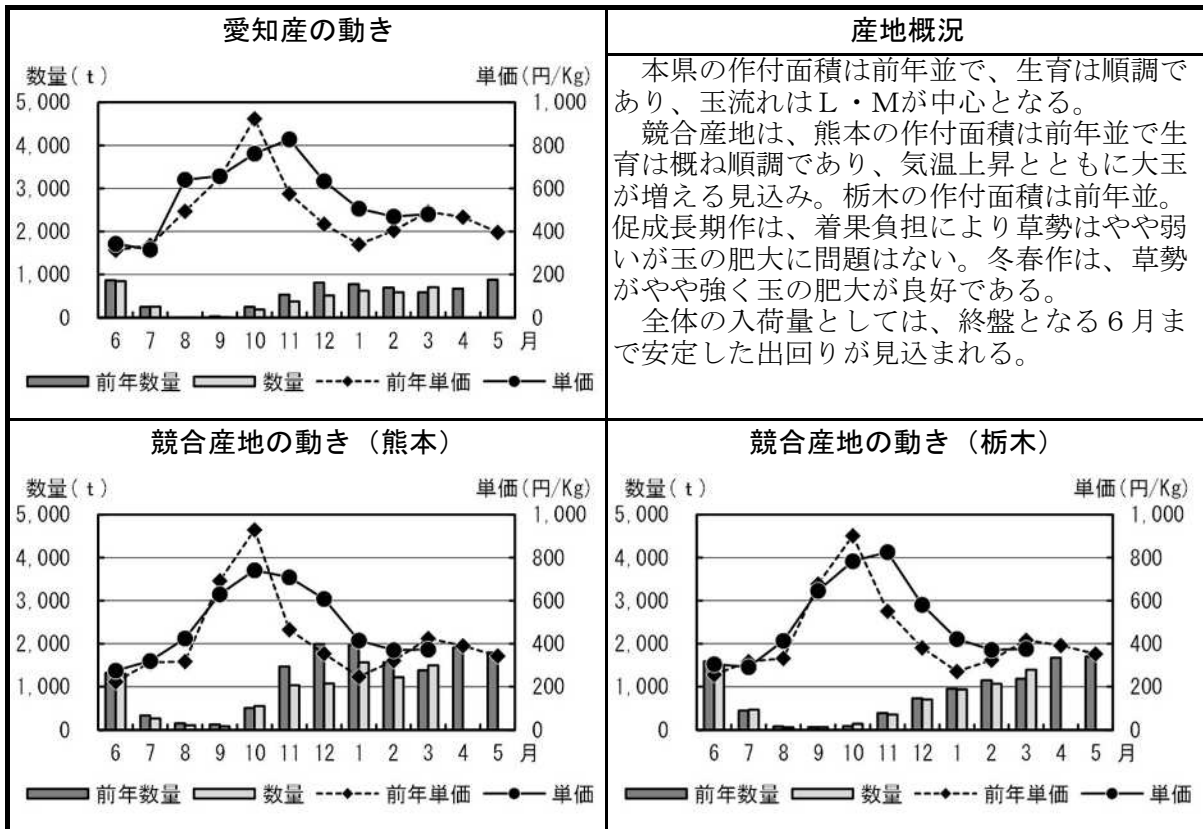 愛知産の動き
数量(t) 単価(円/Kg)
5,000 1,000
4,000 800
3,000 600
2,000 400
1,000 200
0 0
6 7 8 9 10 11 12 1 2 3 4 5 月
前年数量 数量 前年単価 単価
産地概況
本県の作付面積は前年並で、生育は順調で
あり、玉流れはL・Mが中心となる。
競合産地は、熊本の作付面積は前年並で生
育は概ね順調であり、気温上昇とともに大玉
が増える見込み。栃木の作付面積は前年並。
促成長期作は、着果負担により草勢はやや弱
いが玉の肥大に問題はない。冬春作は、草勢
がやや強く玉の肥大が良好である。
全体の入荷量としては、終盤となる6月ま
で安定した出回りが見込まれる。
競合産地の動き(熊本)
数量(t) 単価(円/Kg)
5,000 1,000
4,000 800
3,000 600
2,000 400
1,000 200
0 0
6 7 8 9 10 11 12 1 2 3 4 5 月
前年数量 数量 前年単価 単価
競合産地の動き(栃木)
数量(t) 単価(円/Kg)
5,000 1,000
4,000 800
3,000 600
2,000 400
1,000 200
0 0
6 7 8 9 10 11 12 1 2 3 4 5 月
前年数量 数量 前年単価 単価